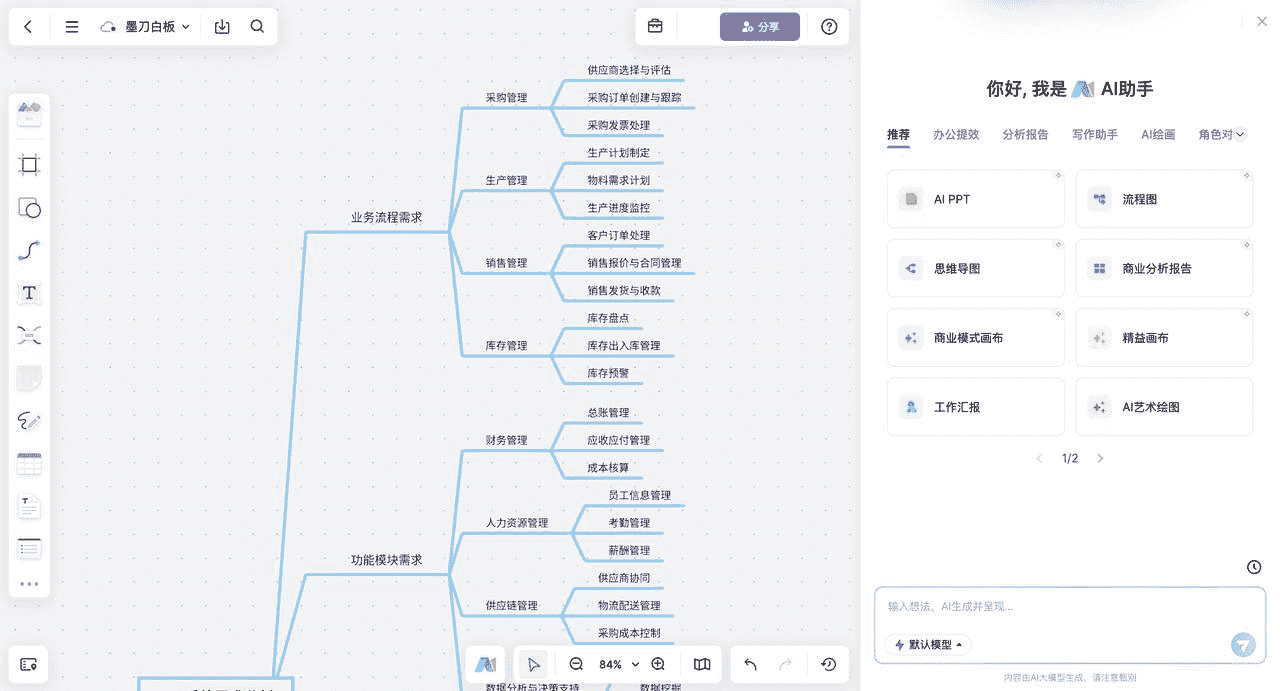 墨刀白板
分享
业务流程需求
采购管理
供应商选择与评估
采购订单创建与跟踪
采购发票处理
生产管理
生产计划制定
物料需求计划
生产进度监控
销售管理
客户订单处理
销售报价与合同管理
销售发货与收款
库存管理
库存盘点
库存出入库管理
库存预警
功能模块需求
财务管理
总账管理
应收应付管理
成本核算
人力资源管理
员工信息管理
考勤管理
薪酬管理
供应链管理
供应商协同
物流配送管理
采购成本控制
数据分析与决策支持
数据挖掘
84%
你好, 我是 AI助手
推荐 办公提效 分析报告 写作助手 AI绘画 角色对
AI PPT
流程图
思维导图
商业分析报告
商业模式画布
精益画布
工作汇报
AI艺术绘图
1/2
输入想法，AI生成并呈现...
默认模型
内容由AI大模型生成，请注意甄别